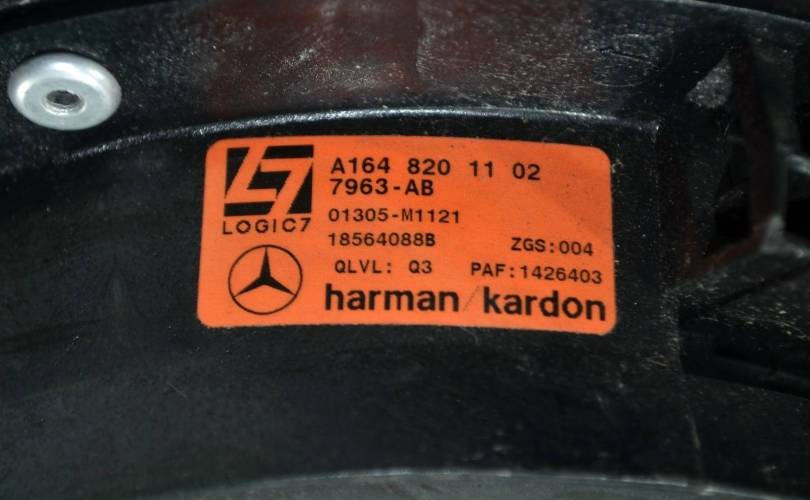 A164 820 11 02
7963-AB
LOGIC7
01305-M1121
18564088B ZGS:004
QLVL: Q3 PAF:1426403
harman/kardon